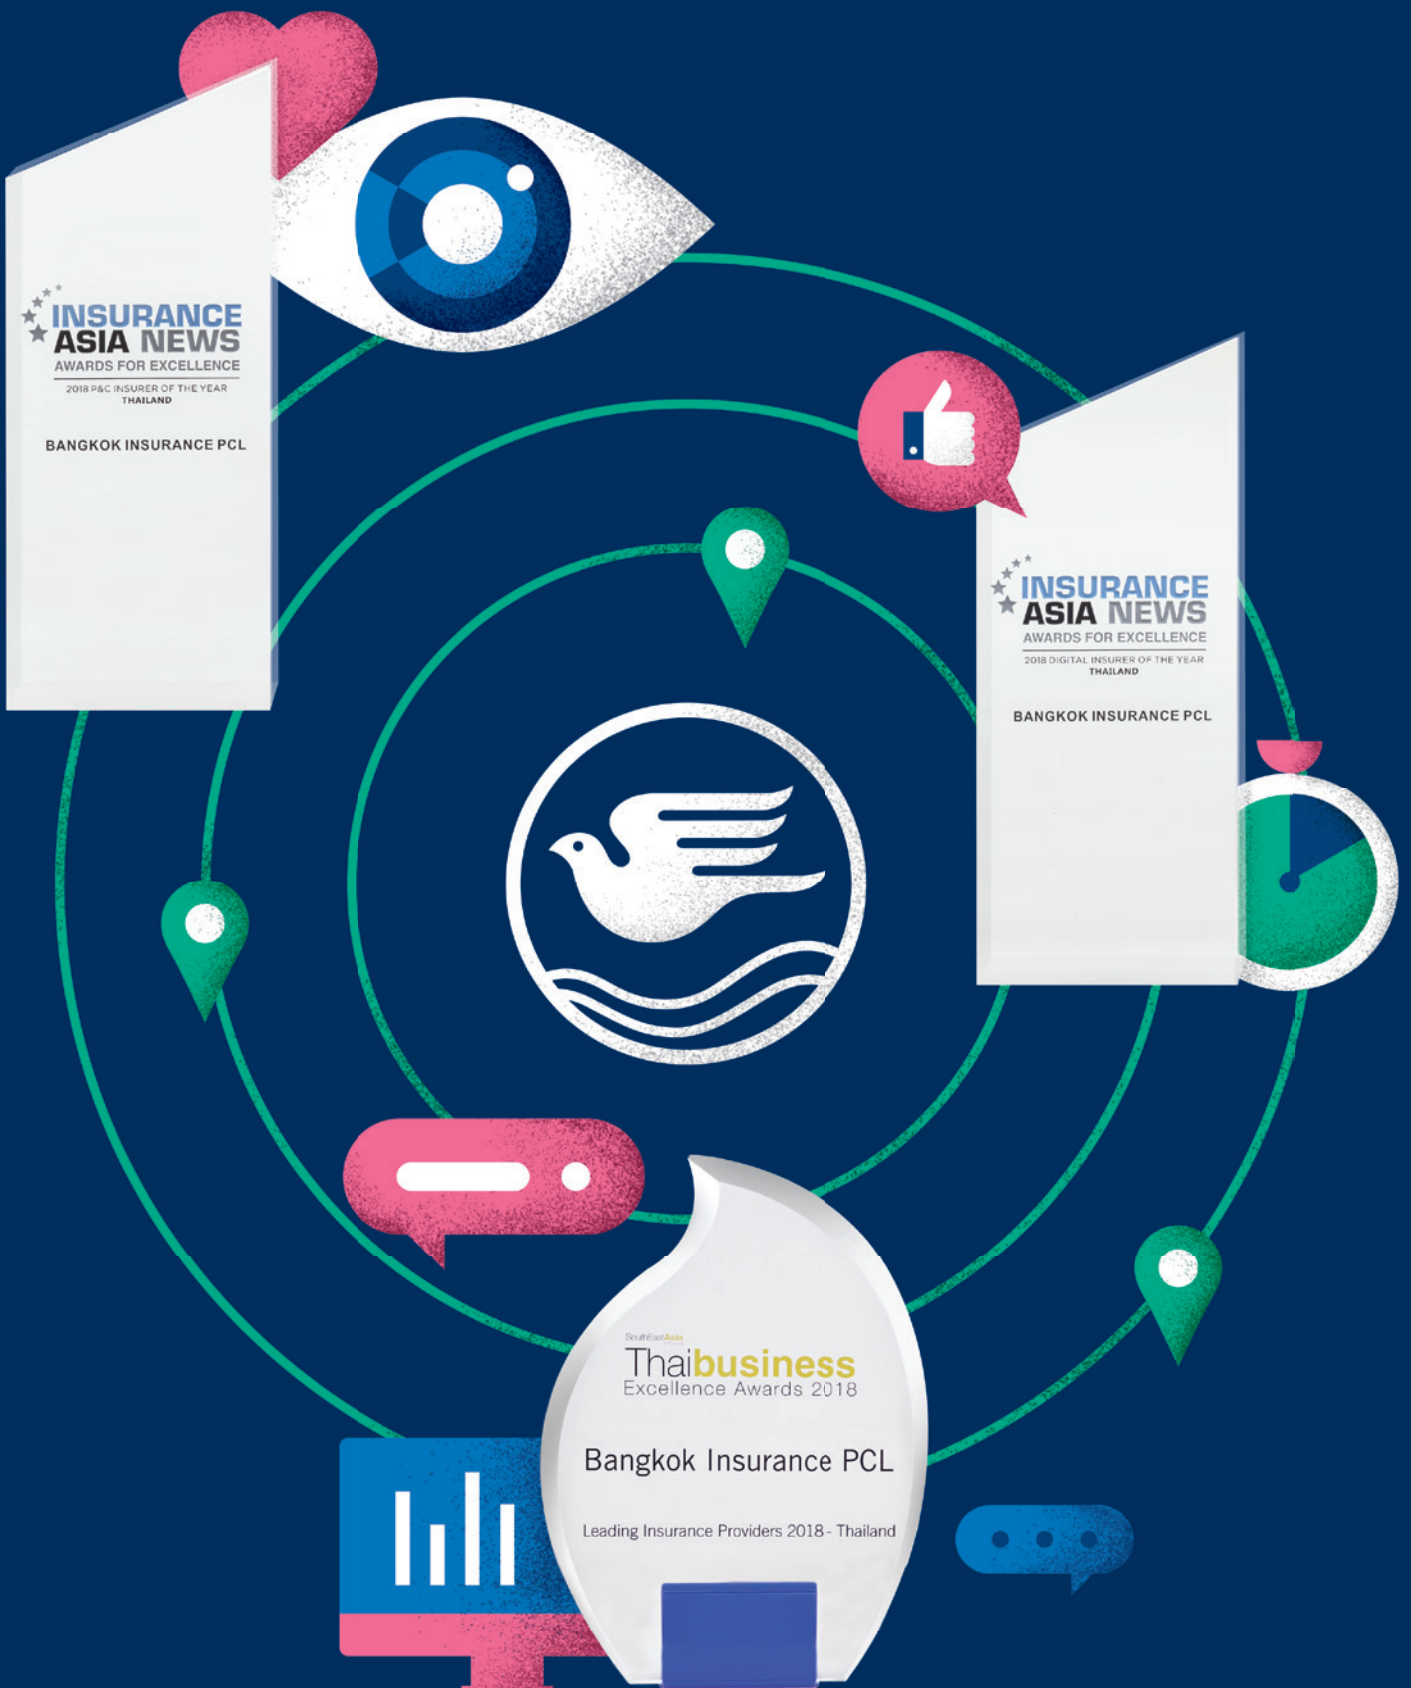 INSURANCE
ASIA NEWS
AWARDS FOR EXCELLENCE
2018 P&C INSURER OF THE YEAR
THAILAND
BANGKOK INSURANCE PCL
INSURANCE
ASIA NEWS
AWARDS FOR EXCELLENCE
2018 DIGITAL INSURER OF THE YEAR
THAILAND
BANGKOK INSURANCE PCL
SouthEastAsia
Thaibusiness
Excellence Awards 2018
Bangkok Insurance PCL
Leading Insurance Providers 2018 - Thailand